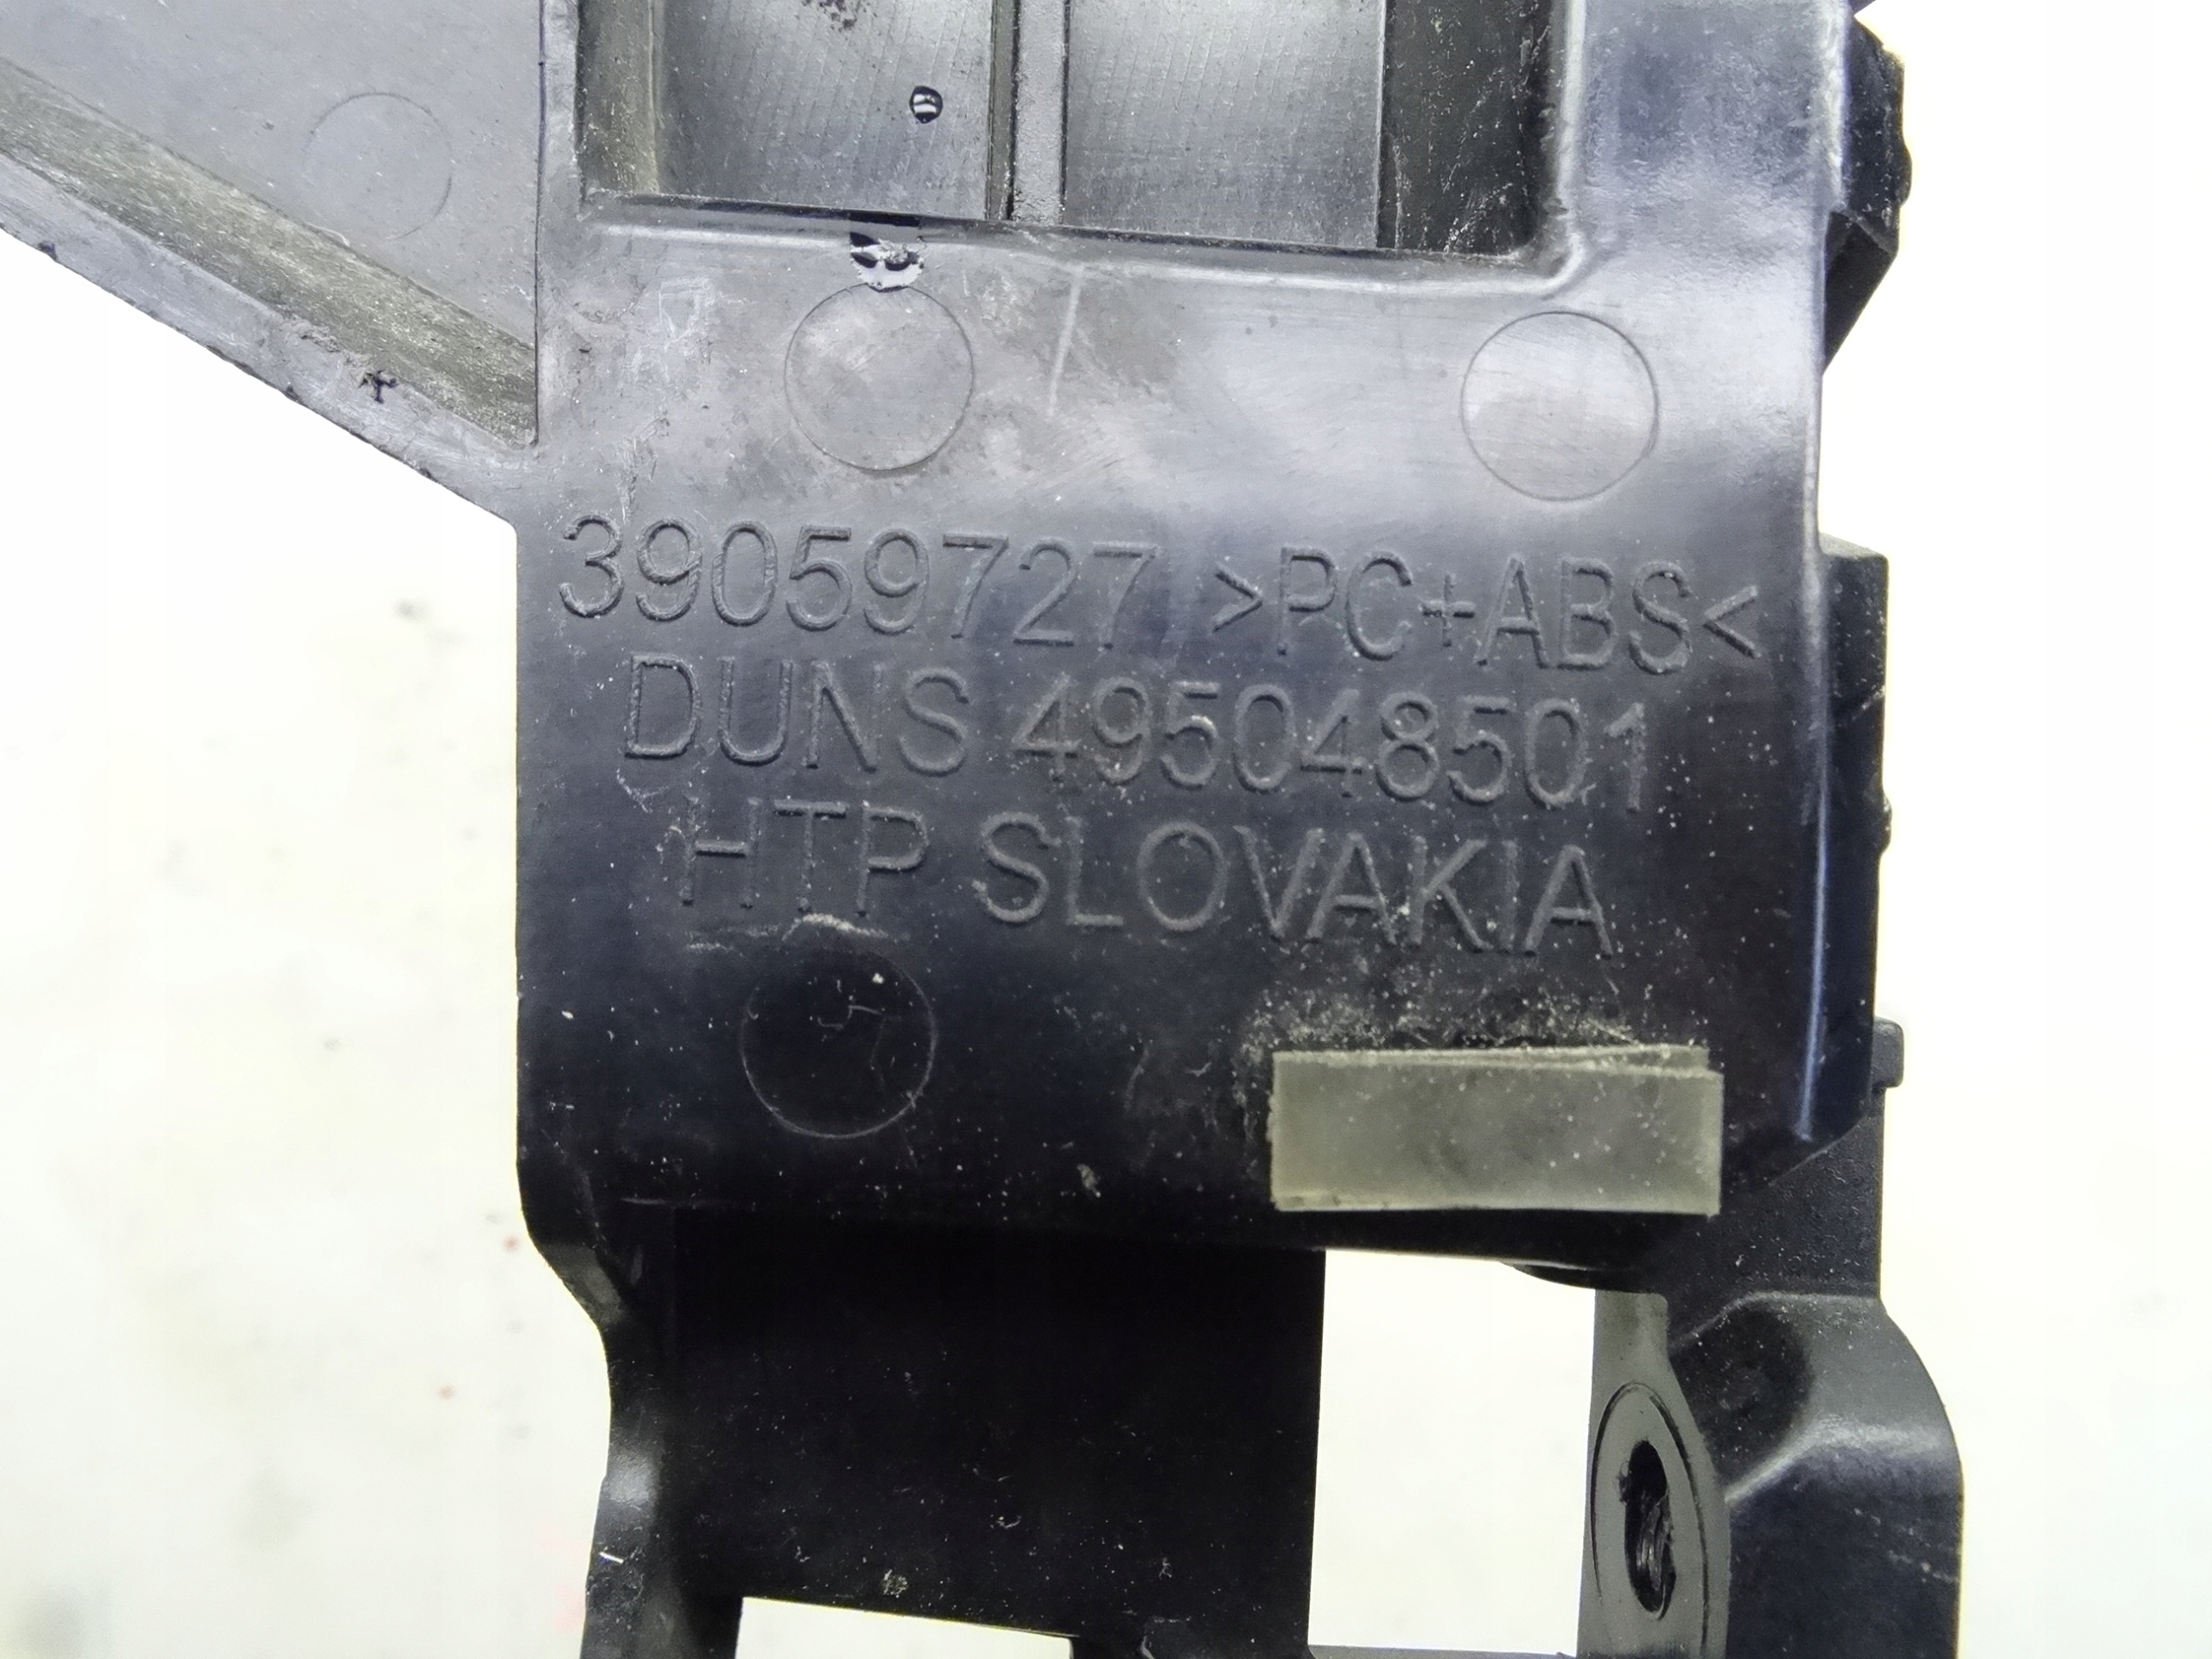 39059727 >PC+ABS<
DUNS 495048501
HTP SLOVAKIA